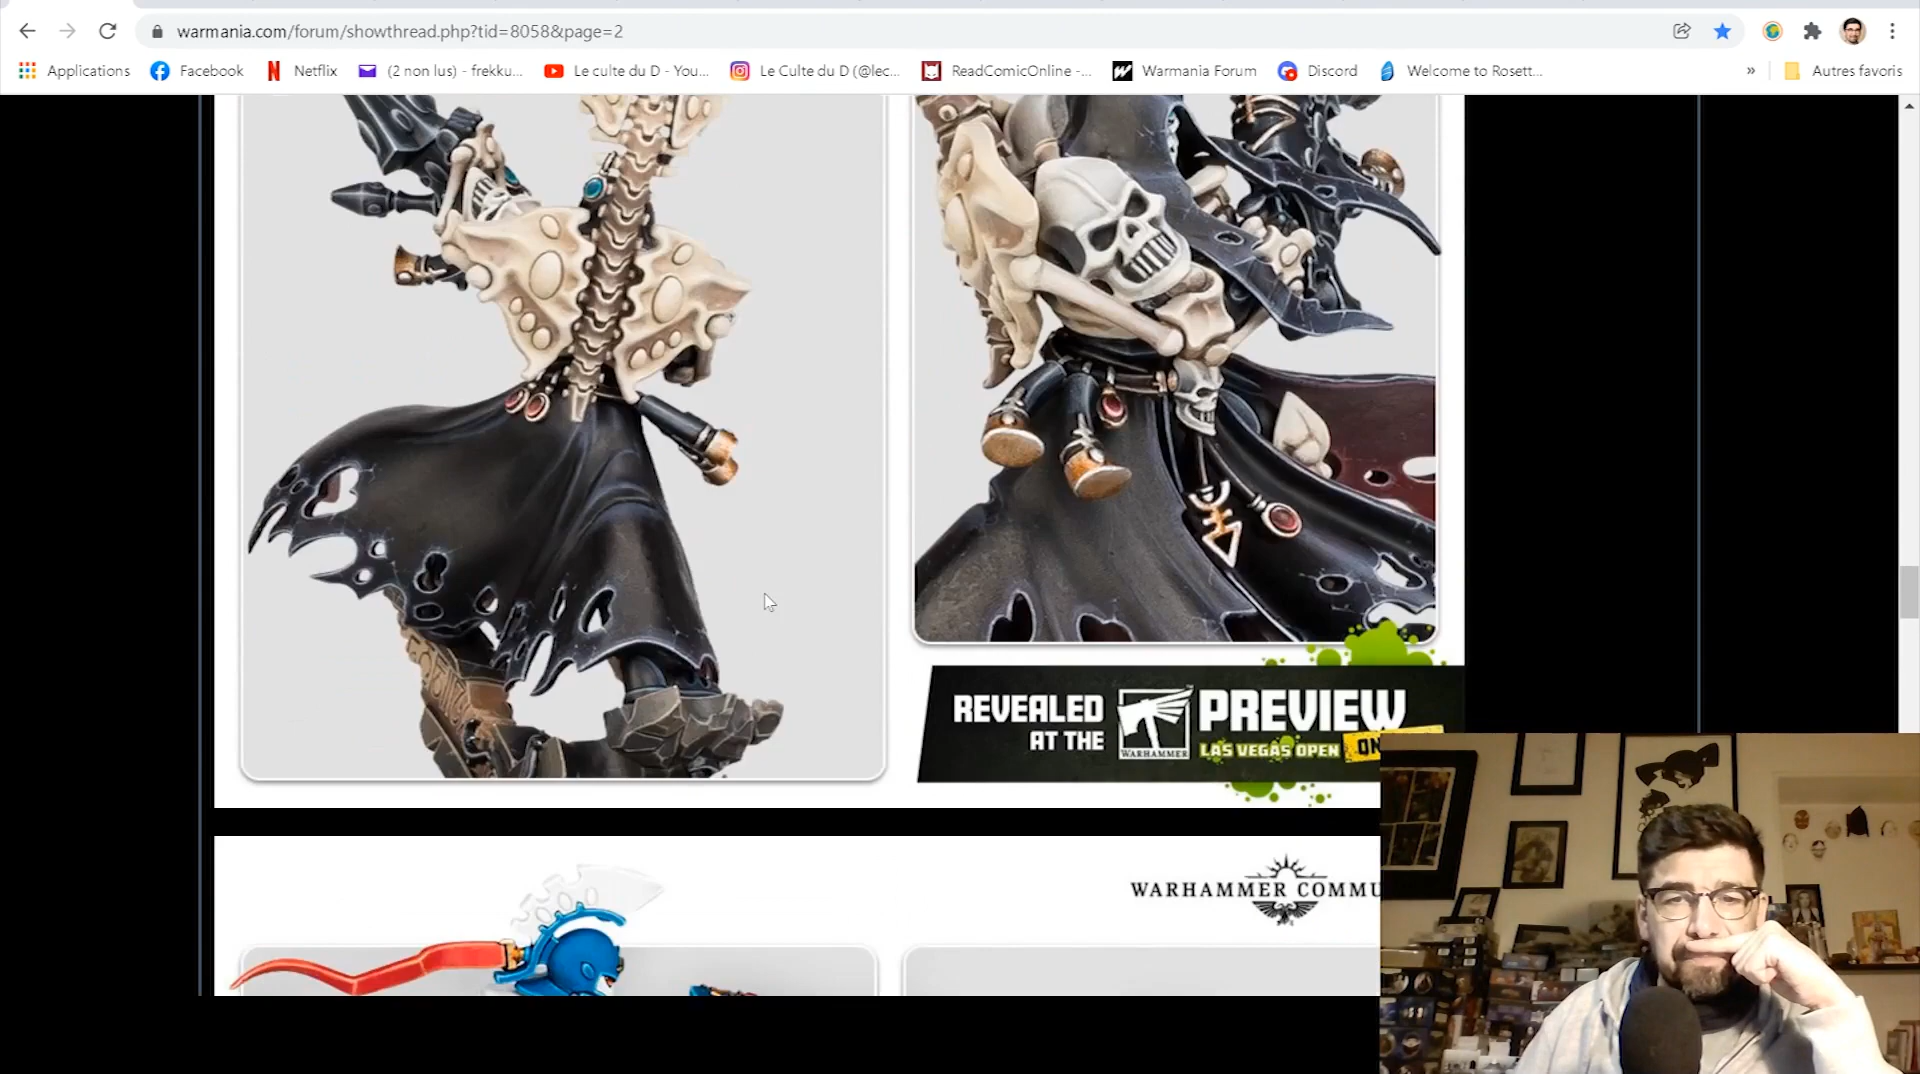 warmania.com/forum/showthread.php?tid=8058&page=2
Applications Facebook Netflix (2 non lus) - frekku... Le culte du D - You... Le Culte du D (@lec... ReadComicOnline -... Warmania Forum Discord Welcome to Rosett... » Autres favoris
REVEALED
AT THE
WARHAMMER
PREVIEW
LAS VEGAS OPEN ON
WARHAMMER COMMU